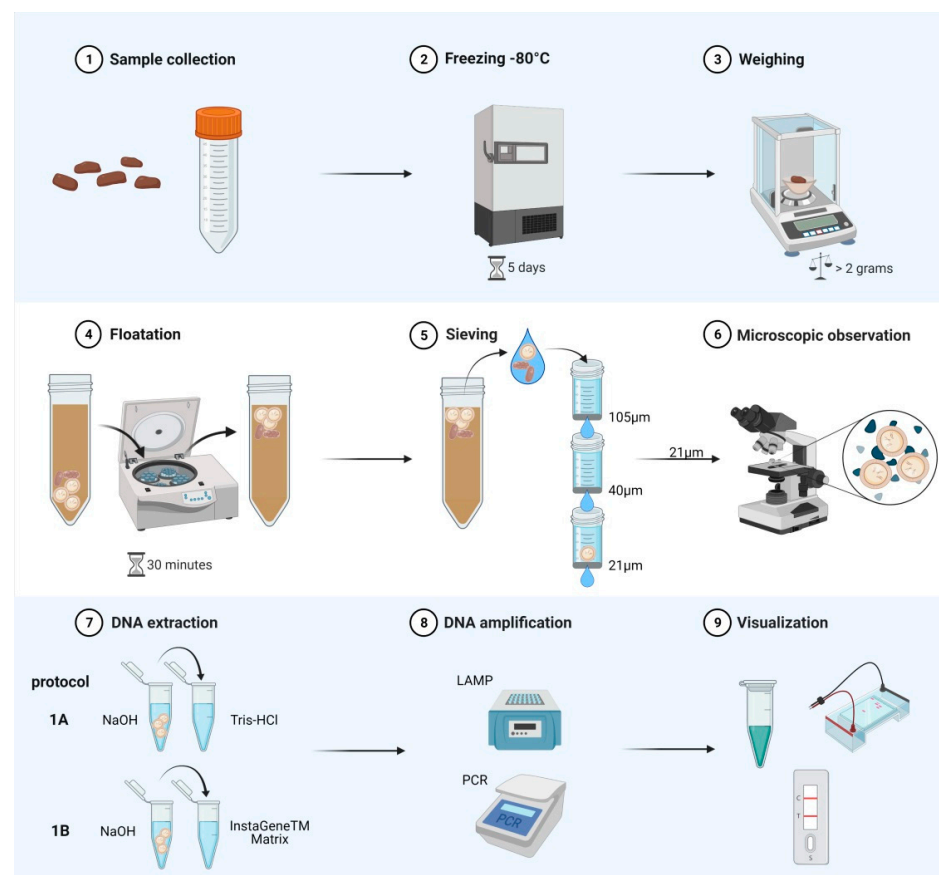 1 Sample collection
2 Freezing -80°C
3 Weighing
5 days
> 2 grams
4 Floatation
5 Sieving
6 Microscopic observation
105µm
21µm
40µm
30 minutes
21µm
7 DNA extraction
8 DNA amplification
9 Visualization
protocol
LAMP
1A NaOH Tris-HCl
PCR
PCR
C
T
1B NaOH InstaGeneTM
Matrix
S